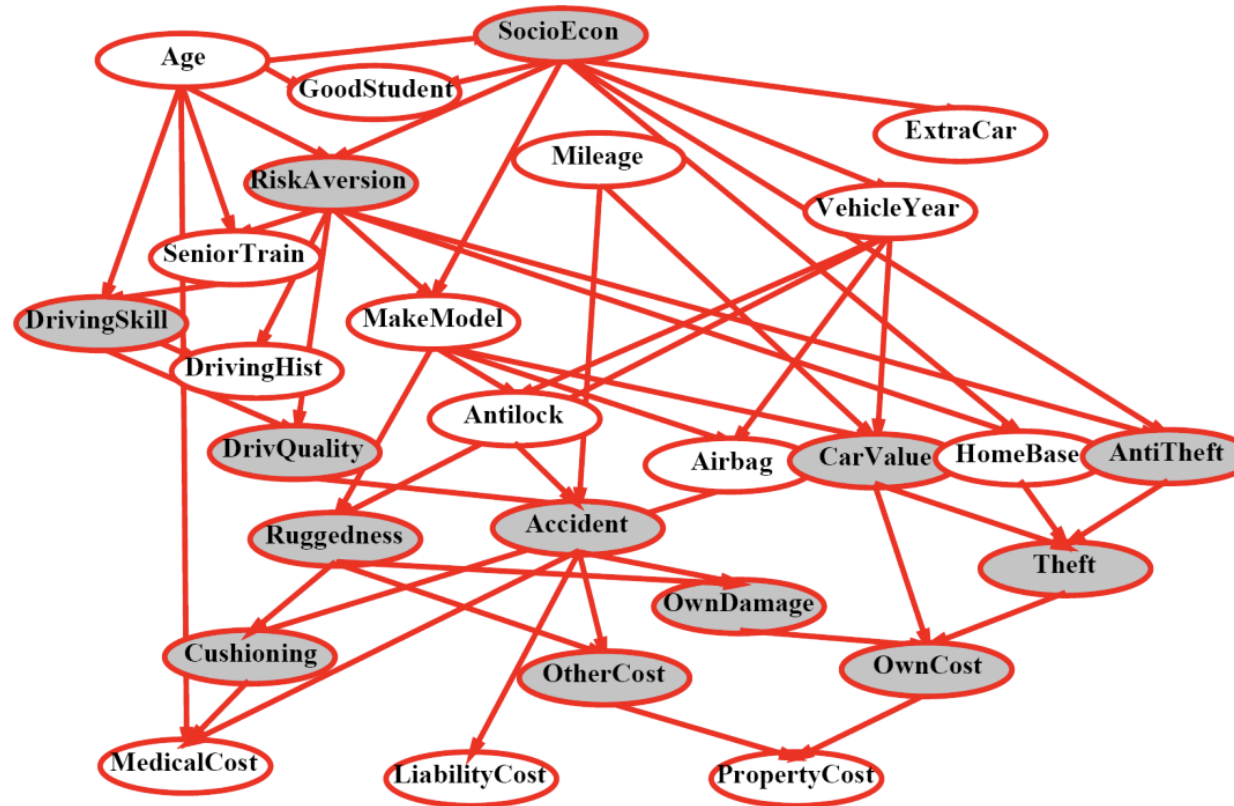 SocioEcon
Age
GoodStudent
ExtraCar
Mileage
RiskAversion
VehicleYear
SeniorTrain
DrivingSkill
MakeModel
DrivingHist
Antilock
DrivQuality
Airbag
CarValue
HomeBase
AntiTheft
Ruggedness
Accident
Theft
OwnDamage
Cushioning
OtherCost
OwnCost
MedicalCost
LiabilityCost
PropertyCost